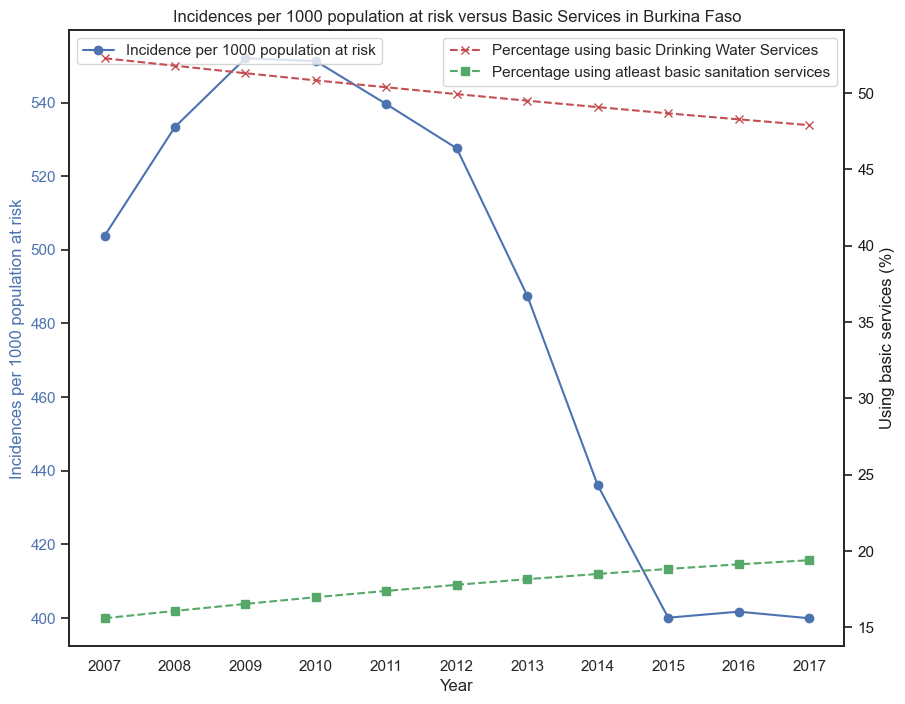 Incidences per 1000 population at risk versus Basic Services in Burkina Faso
Incidence per 1000 population at risk
Percentage using basic Drinking Water Services
Percentage using atleast basic sanitation services
Incidences per 1000 population at risk
540
520
500
480
460
440
420
400
50
45
40
35
30
25
20
15
Using basic services (%)
2007 2008 2009 2010 2011 2012 2013 2014 2015 2016 2017
Year